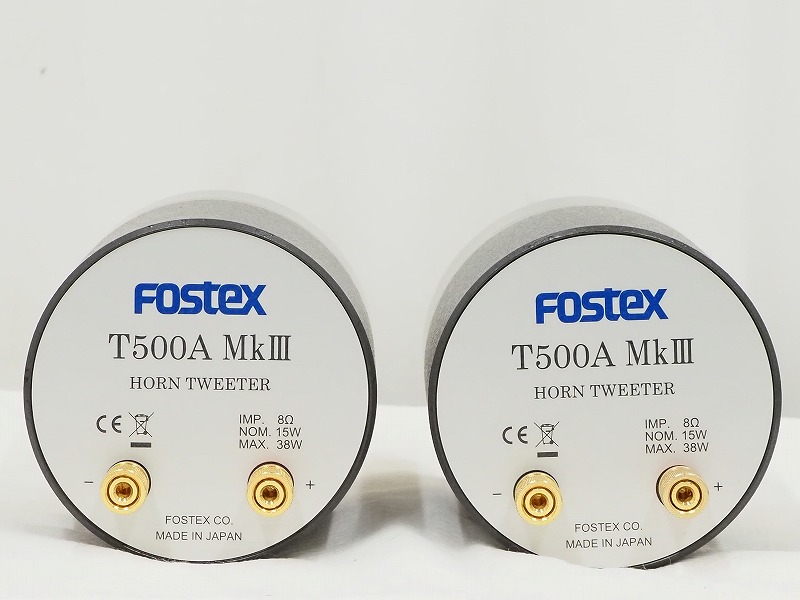 FOSTEX
T500A MkⅢ
HORN TWEETER
CE
IMP. 8Ω
NOM. 15W
MAX. 38W
− +
FOSTEX CO.
MADE IN JAPAN
FOSTEX
T500A MkⅢ
HORN TWEETER
CE
IMP. 8Ω
NOM. 15W
MAX. 38W
− +
FOSTEX CO.
MADE IN JAPAN